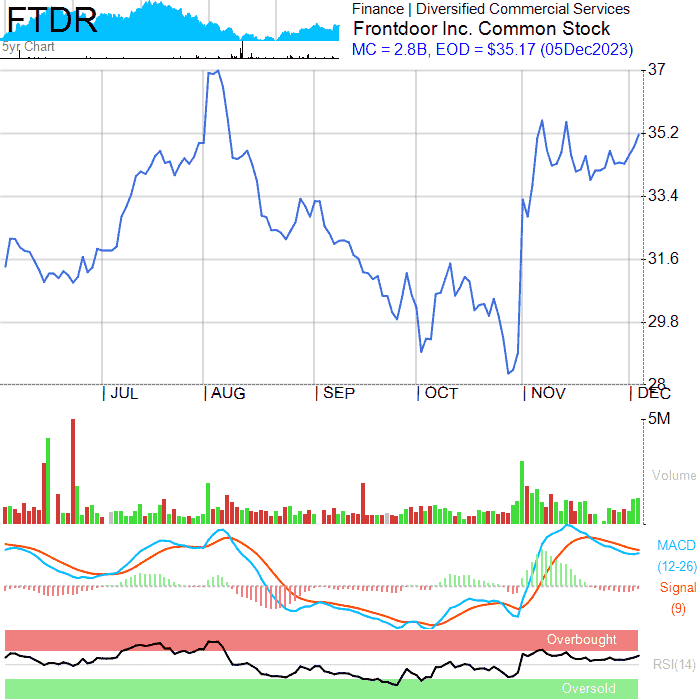 FTDR
5yr Chart
Finance | Diversified Commercial Services
Frontdoor Inc. Common Stock
MC = 2.8B, EOD = $35.17 (05Dec2023)
37
35.2
33.4
31.6
29.8
28
| JUL | AUG | SEP | OCT | NOV | DEC
5M
Volume
MACD
(12-26)
Signal
(9)
Overbought
RSI(14)
Oversold